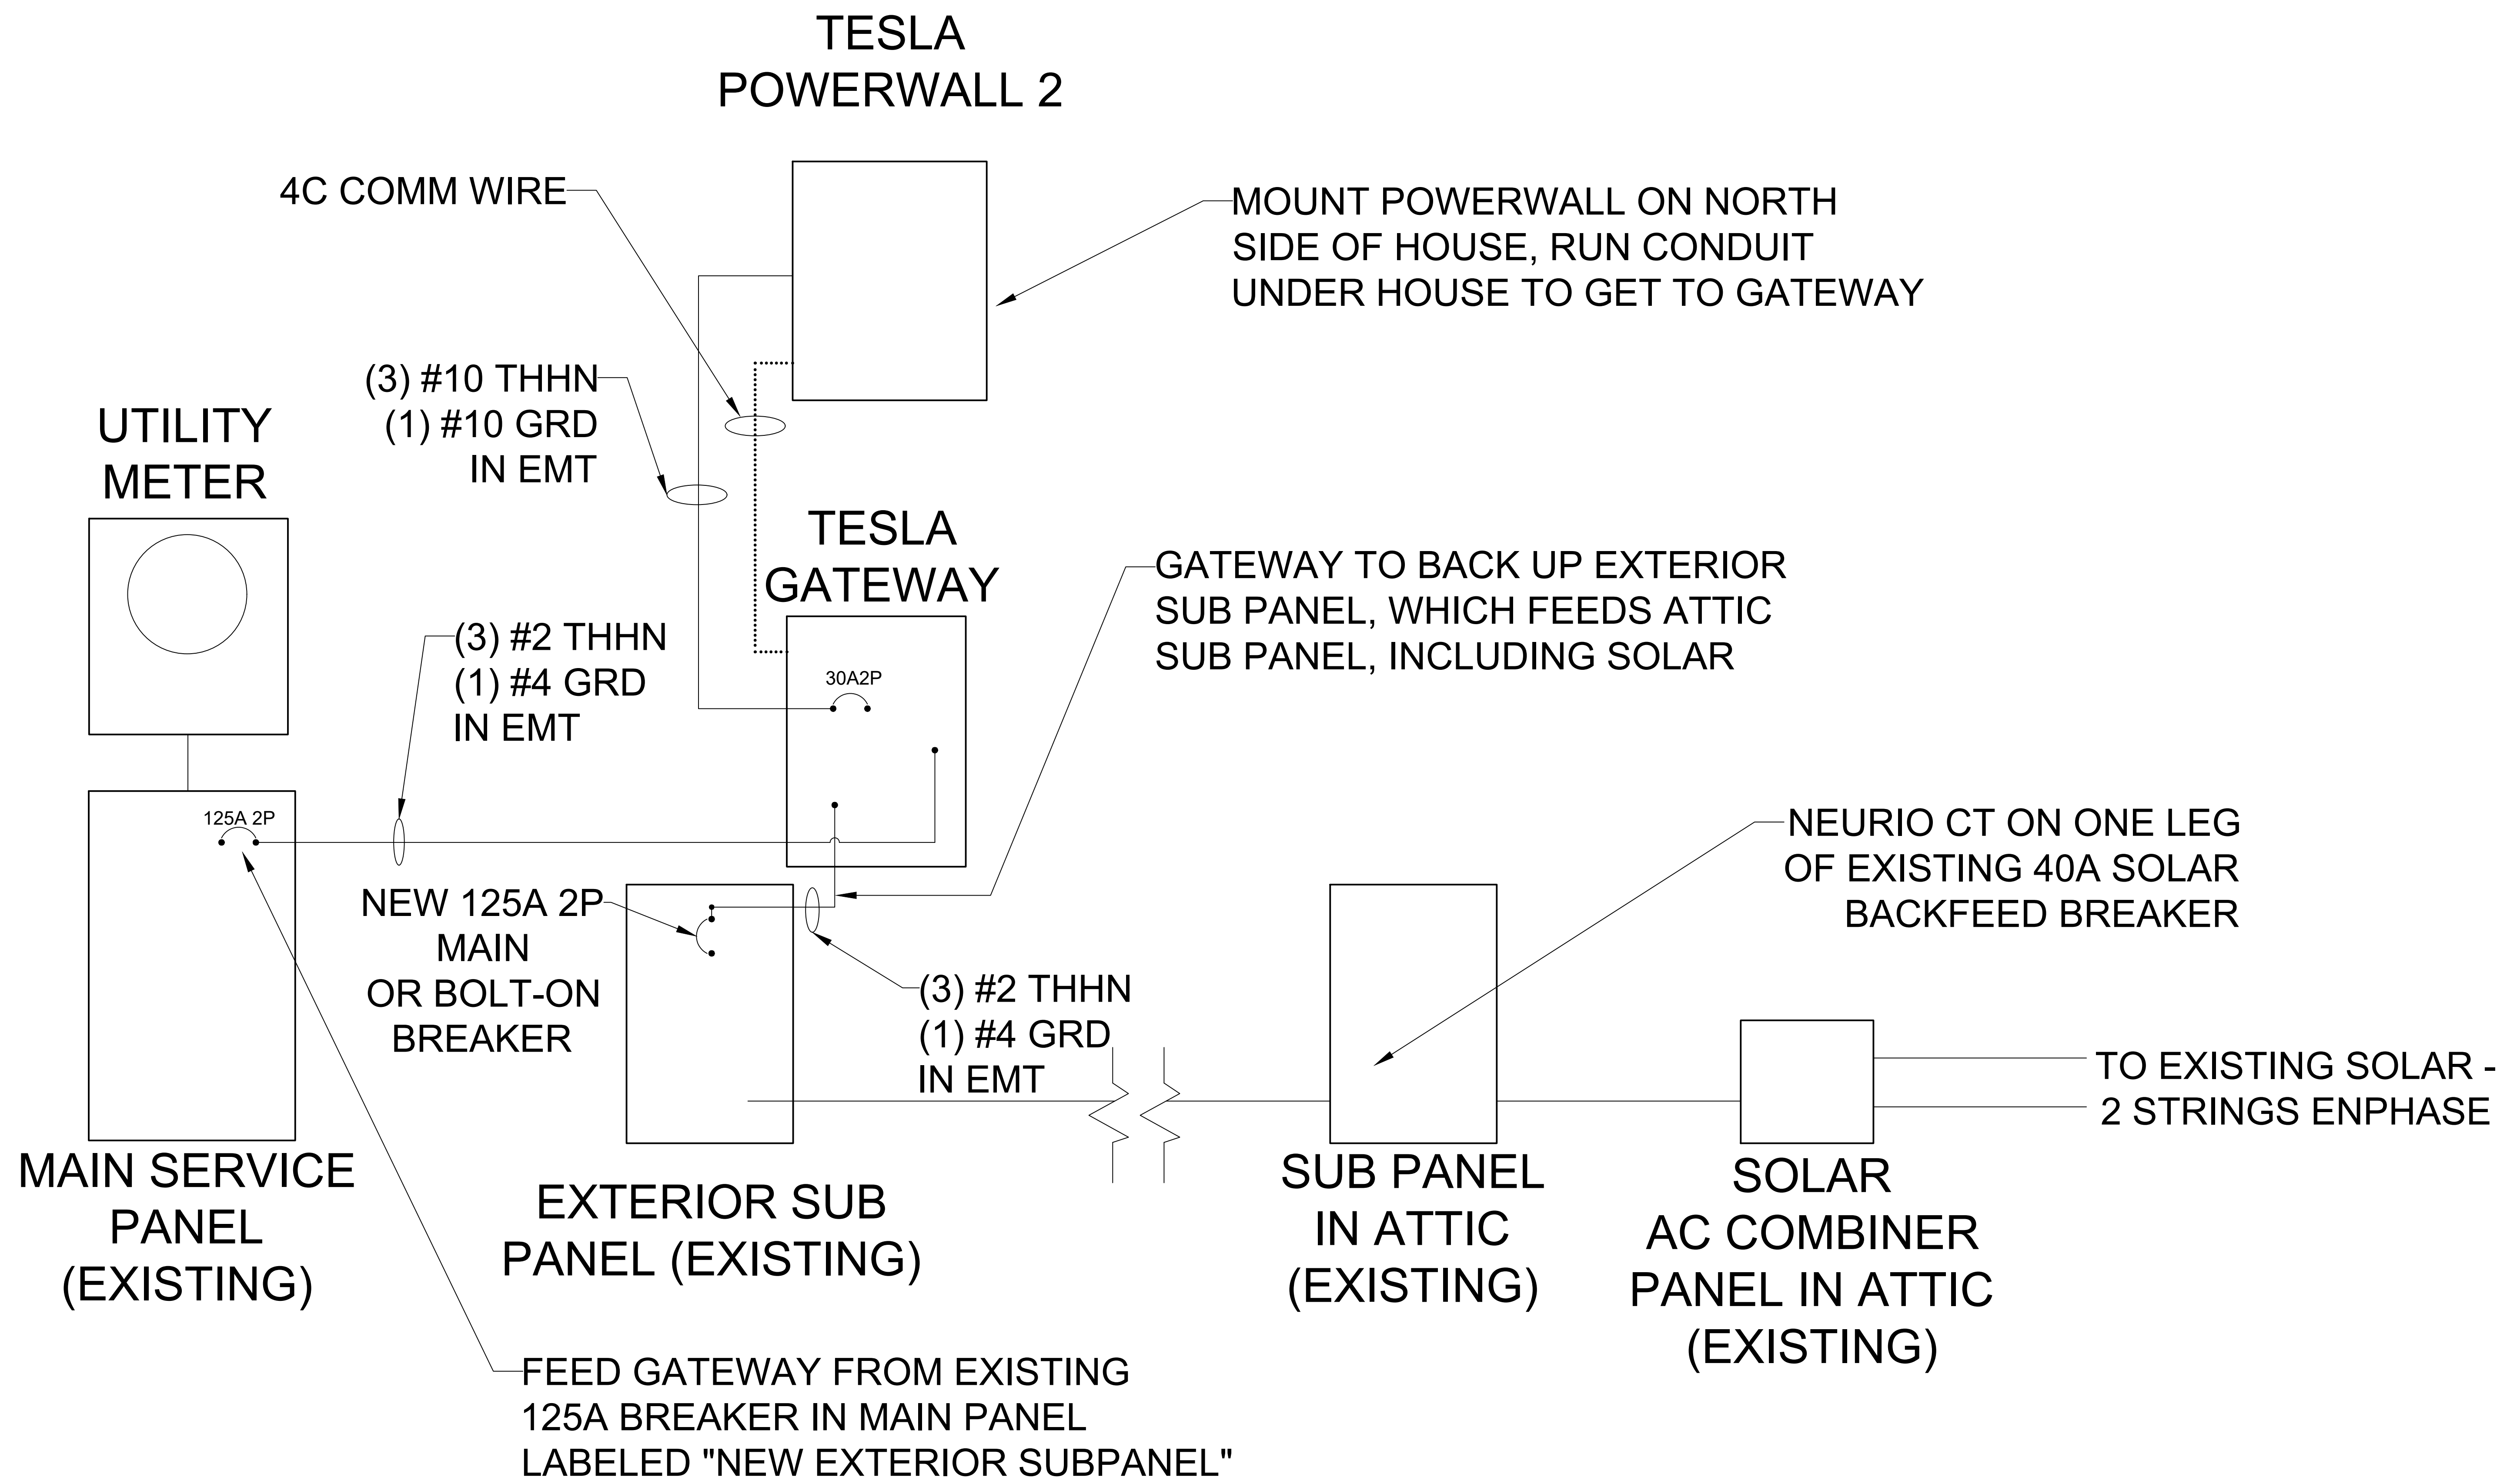 TESLA
POWERWALL 2
4C COMM WIRE
MOUNT POWERWALL ON NORTH
SIDE OF HOUSE, RUN CONDUIT
UNDER HOUSE TO GET TO GATEWAY
(3) #10 THHN
(1) #10 GRD
IN EMT
UTILITY
METER
TESLA
GATEWAY
30A2P
GATEWAY TO BACK UP EXTERIOR
SUB PANEL, WHICH FEEDS ATTIC
SUB PANEL, INCLUDING SOLAR
(3) #2 THHN
(1) #4 GRD
IN EMT
125A 2P
NEW 125A 2P
MAIN
OR BOLT-ON
BREAKER
(3) #2 THHN
(1) #4 GRD
IN EMT
NEURIO CT ON ONE LEG
OF EXISTING 40A SOLAR
BACKFEED BREAKER
TO EXISTING SOLAR -
2 STRINGS ENPHASE
MAIN SERVICE
PANEL
(EXISTING)
EXTERIOR SUB
PANEL (EXISTING)
SUB PANEL
IN ATTIC
(EXISTING)
SOLAR
AC COMBINER
PANEL IN ATTIC
(EXISTING)
FEED GATEWAY FROM EXISTING
125A BREAKER IN MAIN PANEL
LABELED "NEW EXTERIOR SUBPANEL"